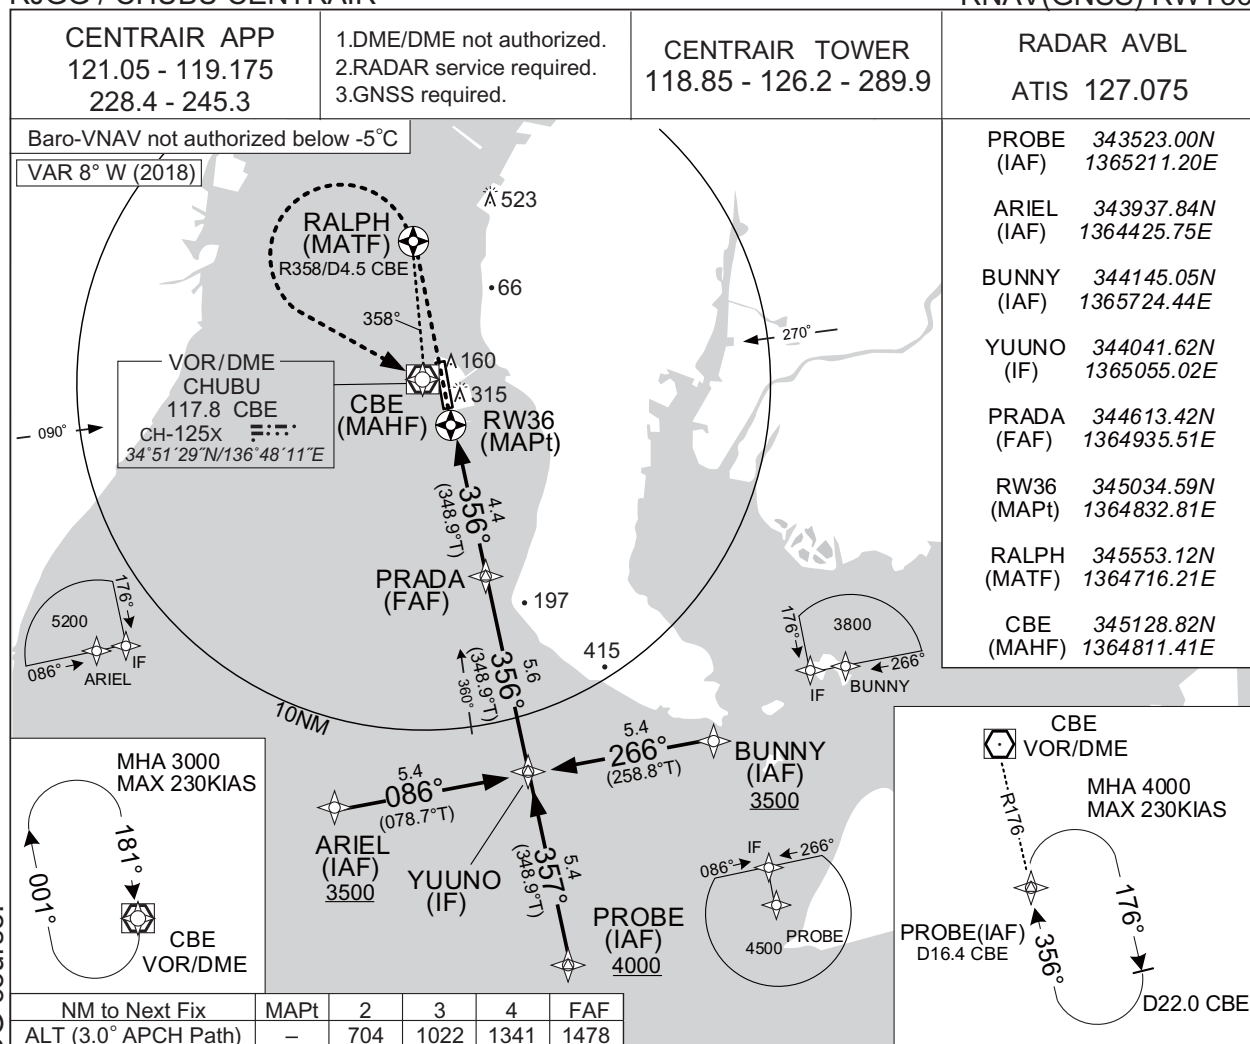 RJGG / CHUBU CENTRAIR
CENTRAIR APP
121.05 - 119.175
228.4 - 245.3
1.DME/DME not authorized.
2.RADAR service required.
3.GNSS required.
CENTRAIR TOWER
118.85 - 126.2 - 289.9
RADAR AVBL
ATIS 127.075
Baro-VNAV not authorized below -5°C
VAR 8° W (2018)
PROBE 343523.00N
(IAF) 1365211.20E
ARIEL 343937.84N
(IAF) 1364425.75E
BUNNY 344145.05N
(IAF) 1365724.44E
YUUNO 344041.62N
(IF) 1365055.02E
PRADA 344613.42N
(FAF) 1364935.51E
RW36 345034.59N
(MAPt) 1364832.81E
RALPH 345553.12N
(MATF) 1364716.21E
CBE 345128.82N
(MAHF) 1364811.41E
523
RALPH
(MATF)
R358/D4.5 CBE
66
358°
270°
VOR/DME
CHUBU
117.8 CBE
CH-125X
34°51´29˝N/136°48´11˝E
160
315
CBE
(MAHF)
RW36
(MAPt)
090°
4.4
356°
(348.9°T)
PRADA
(FAF)
197
415
5200
176°
086°
IF
ARIEL
3800
176°
266°
IF
BUNNY
5.6
356°
(348.9°T)
360°
10NM
5.4
266°
(258.8°T)
BUNNY
(IAF)
3500
5.4
086°
(078.7°T)
ARIEL
(IAF)
3500
YUUNO
(IF)
5.4
357°
(348.9°T)
PROBE
(IAF)
4000
IF
086°
266°
4500
PROBE
MHA 3000
MAX 230KIAS
181°
001°
CBE
VOR/DME
CBE
VOR/DME
MHA 4000
MAX 230KIAS
R176
176°
PROBE(IAF)
D16.4 CBE
356°
D22.0 CBE
NM to Next Fix MAPt 2 3 4 FAF
ALT (3.0° APCH Path) – 704 1022 1341 1478